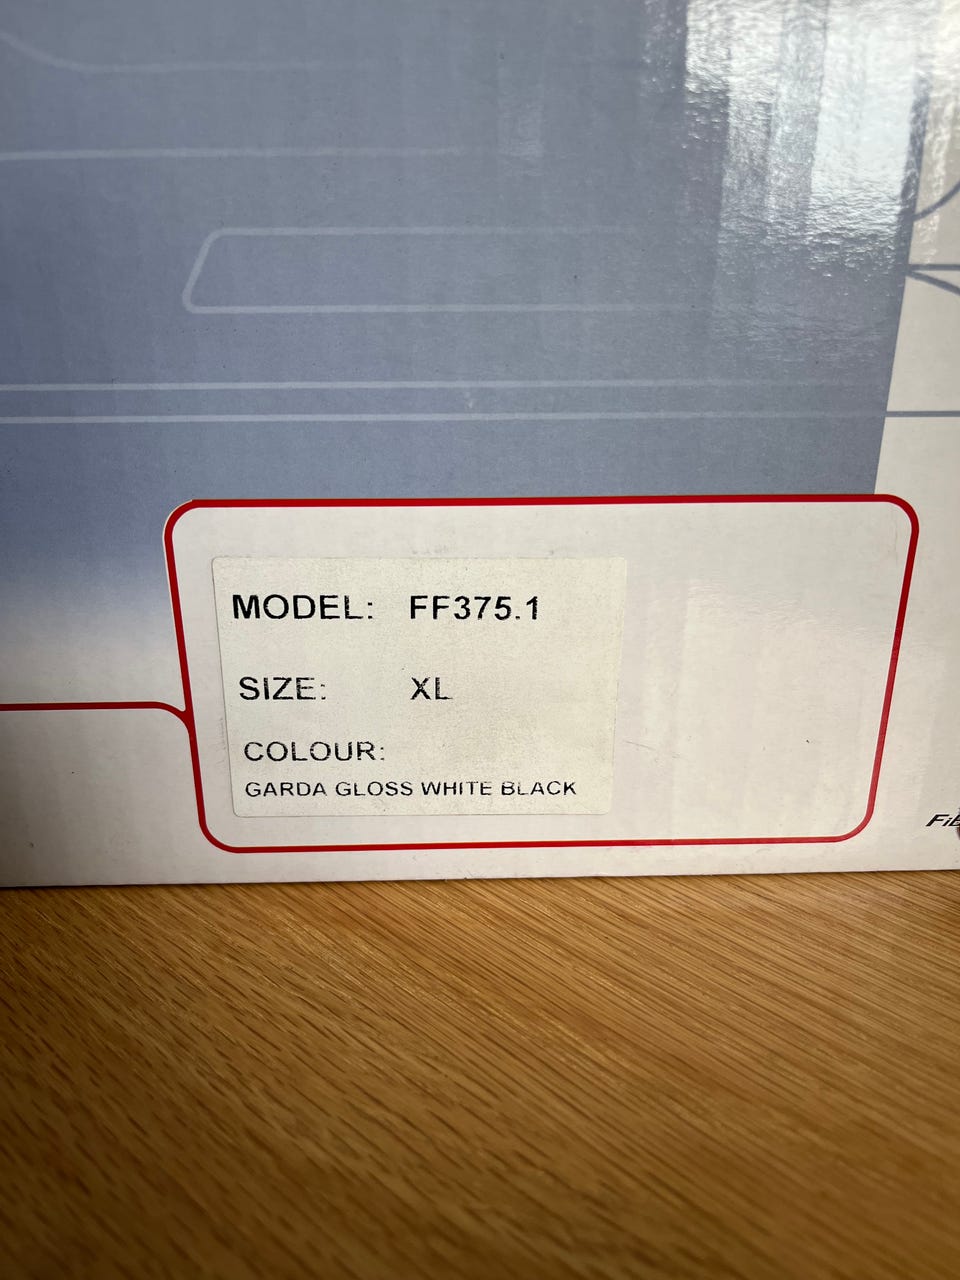 MODEL: FF375.1
SIZE: XL
COLOUR:
GARDA GLOSS WHITE BLACK